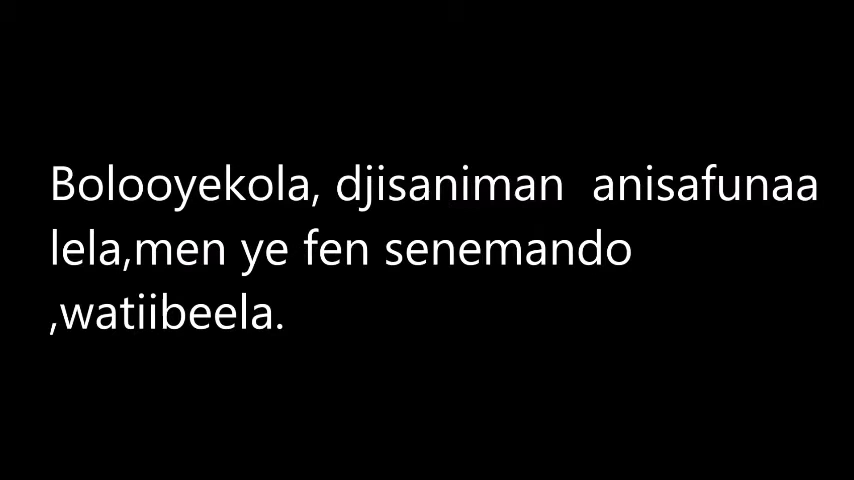 Bolooyekola, djisaniman  anisafunaa
lela,men ye fen senemando
,watiibeela.